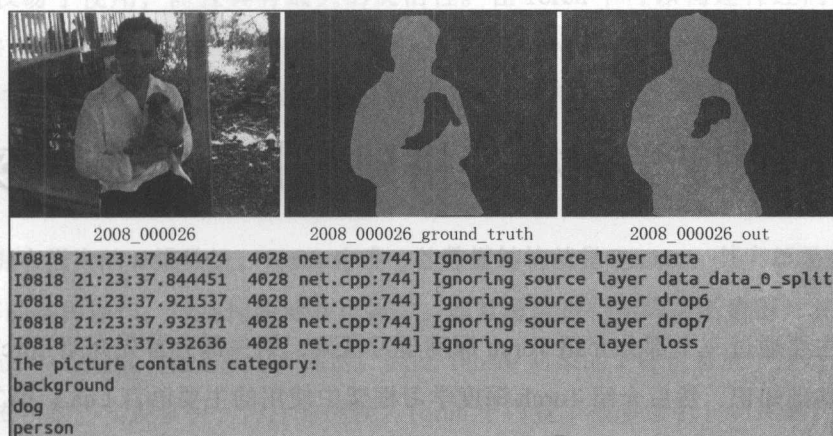 2008_000026
2008_000026_ground_truth
2008_000026_out
I0818 21:23:37.844424  4028 net.cpp:744] Ignoring source layer data
I0818 21:23:37.844451  4028 net.cpp:744] Ignoring source layer data_data_0_split
I0818 21:23:37.921537  4028 net.cpp:744] Ignoring source layer drop6
I0818 21:23:37.932371  4028 net.cpp:744] Ignoring source layer drop7
I0818 21:23:37.932636  4028 net.cpp:744] Ignoring source layer loss
The picture contains category:
background
dog
person